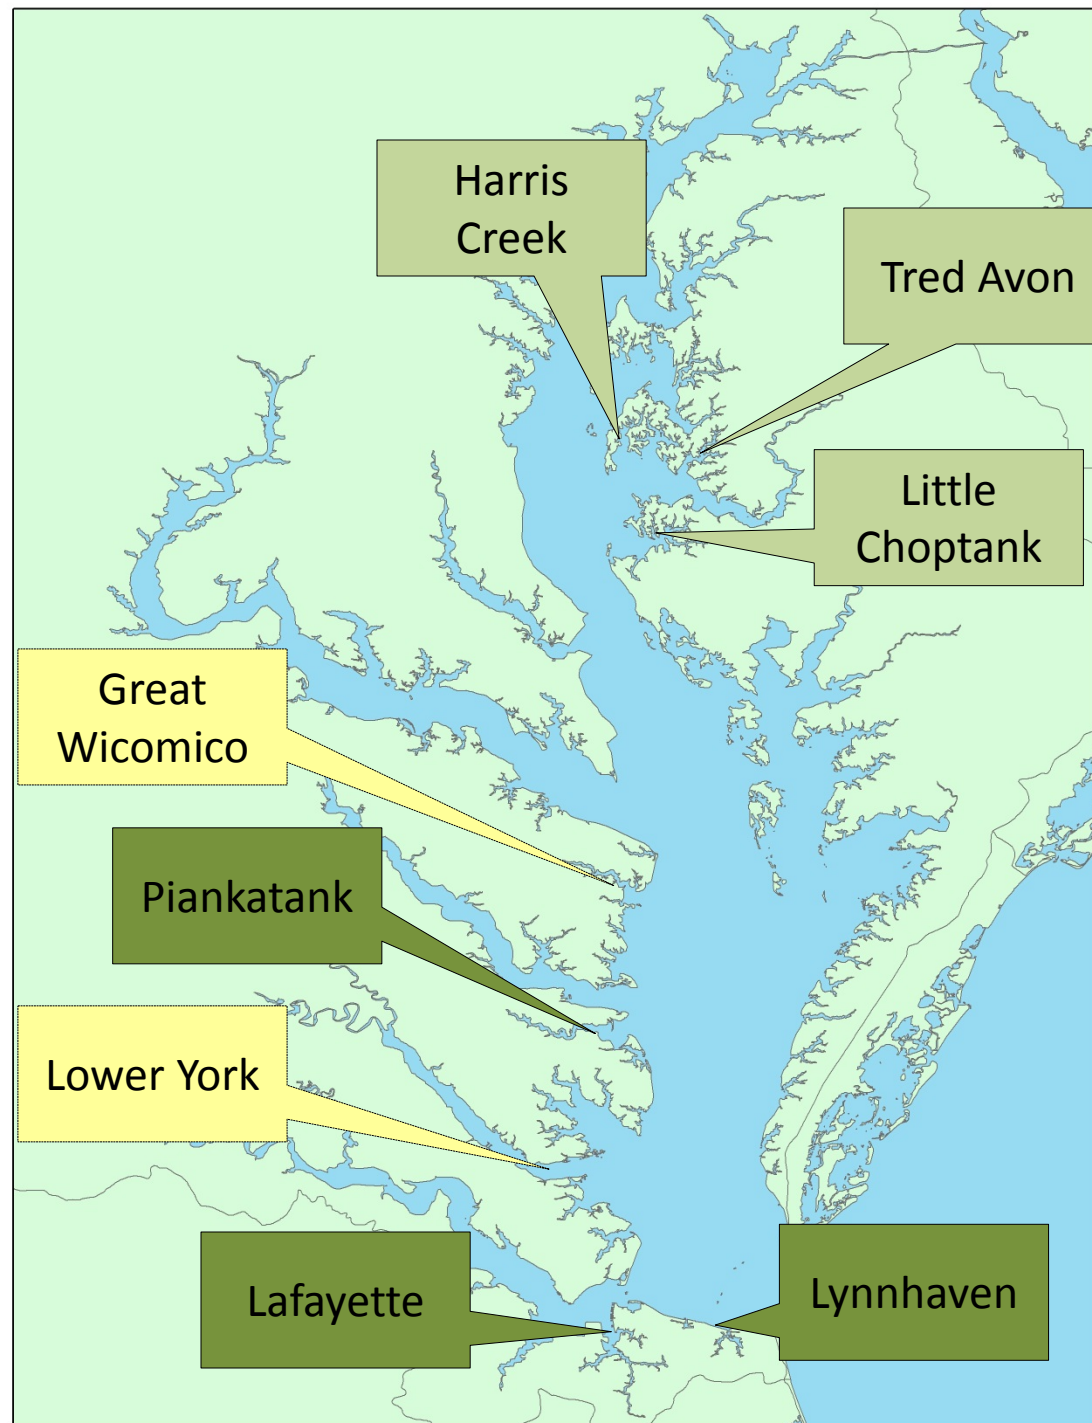 Harris
Creek
Tred Avon
Little
Choptank
Great
Wicomico
Piankatank
Lower York
Lafayette
Lynnhaven